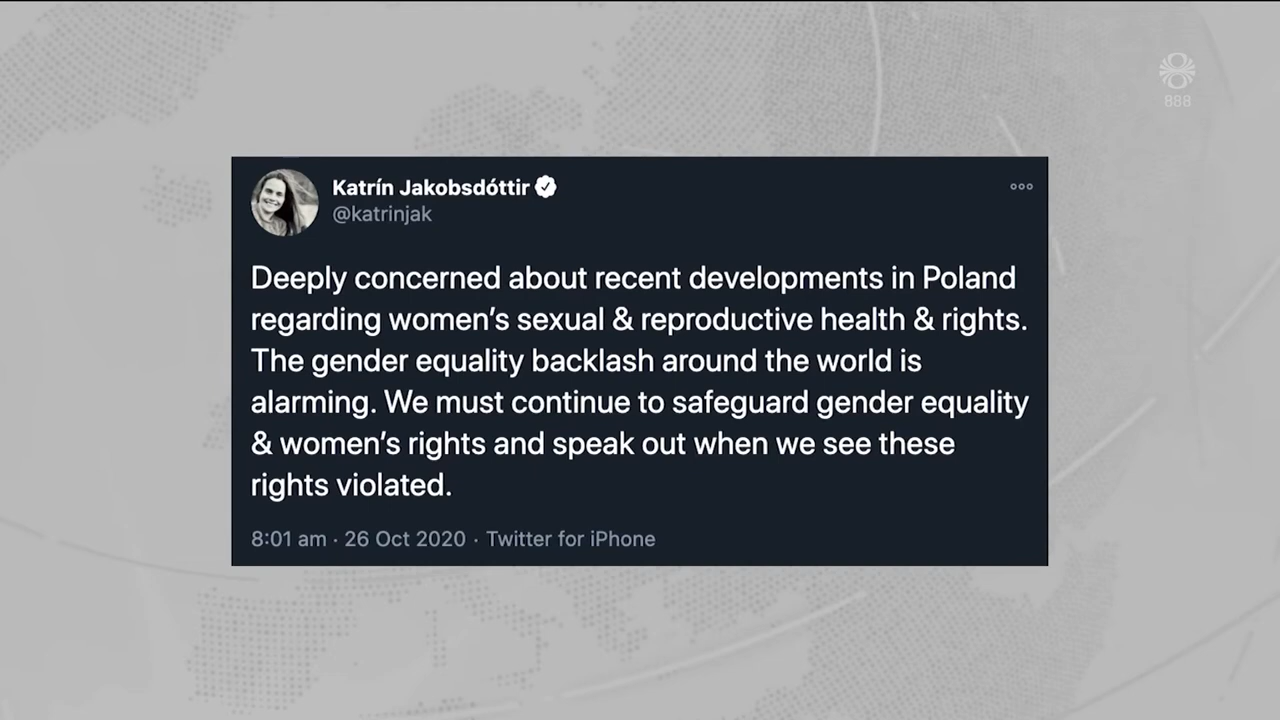 888
Katrín Jakobsdóttir
@katrinjak
Deeply concerned about recent developments in Poland
regarding women's sexual & reproductive health & rights.
The gender equality backlash around the world is
alarming. We must continue to safeguard gender equality
& women's rights and speak out when we see these
rights violated.
8:01 am · 26 Oct 2020 · Twitter for iPhone